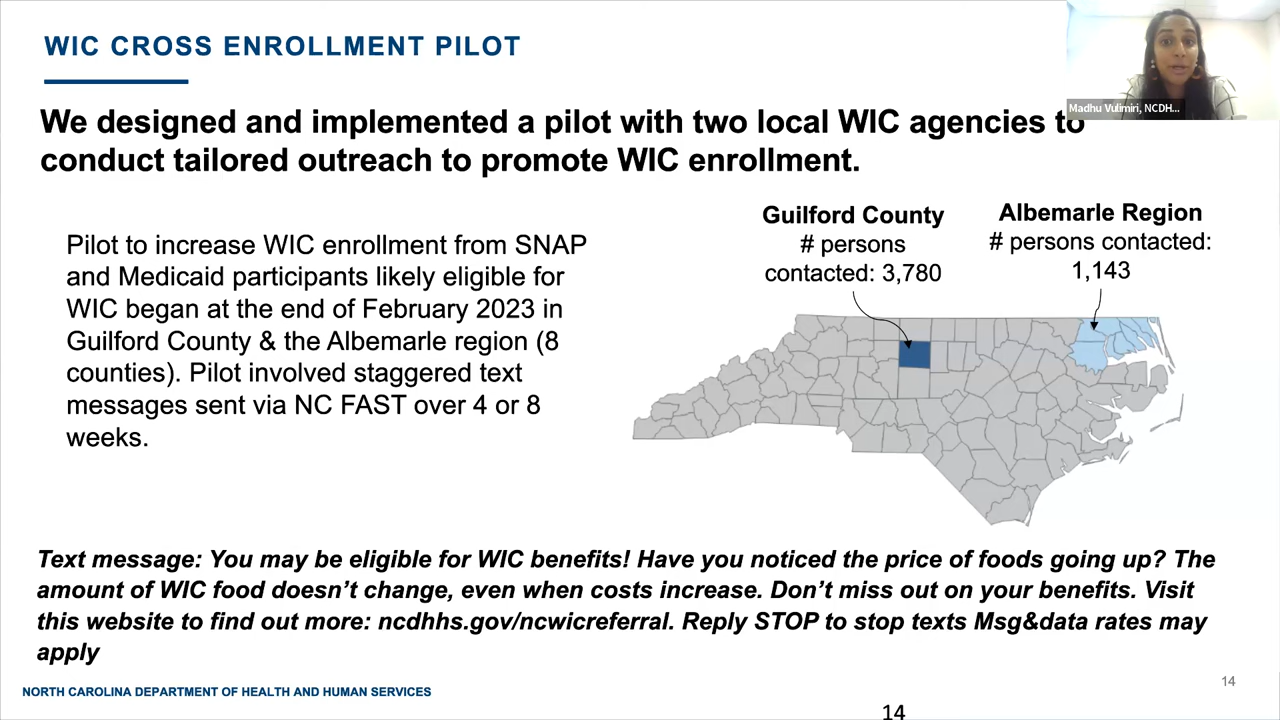 WIC CROSS ENROLLMENT PILOT
Madhu Vulimiri, NCDH...
We designed and implemented a pilot with two local WIC agencies to
conduct tailored outreach to promote WIC enrollment.
Pilot to increase WIC enrollment from SNAP
and Medicaid participants likely eligible for
WIC began at the end of February 2023 in
Guilford County & the Albemarle region (8
counties). Pilot involved staggered text
messages sent via NC FAST over 4 or 8
weeks.
Guilford County
# persons
contacted: 3,780
Albemarle Region
# persons contacted:
1,143
Text message: You may be eligible for WIC benefits! Have you noticed the price of foods going up? The
amount of WIC food doesn’t change, even when costs increase. Don’t miss out on your benefits. Visit
this website to find out more: ncdhhs.gov/ncwicreferral. Reply STOP to stop texts Msg&data rates may
apply
NORTH CAROLINA DEPARTMENT OF HEALTH AND HUMAN SERVICES
14
14